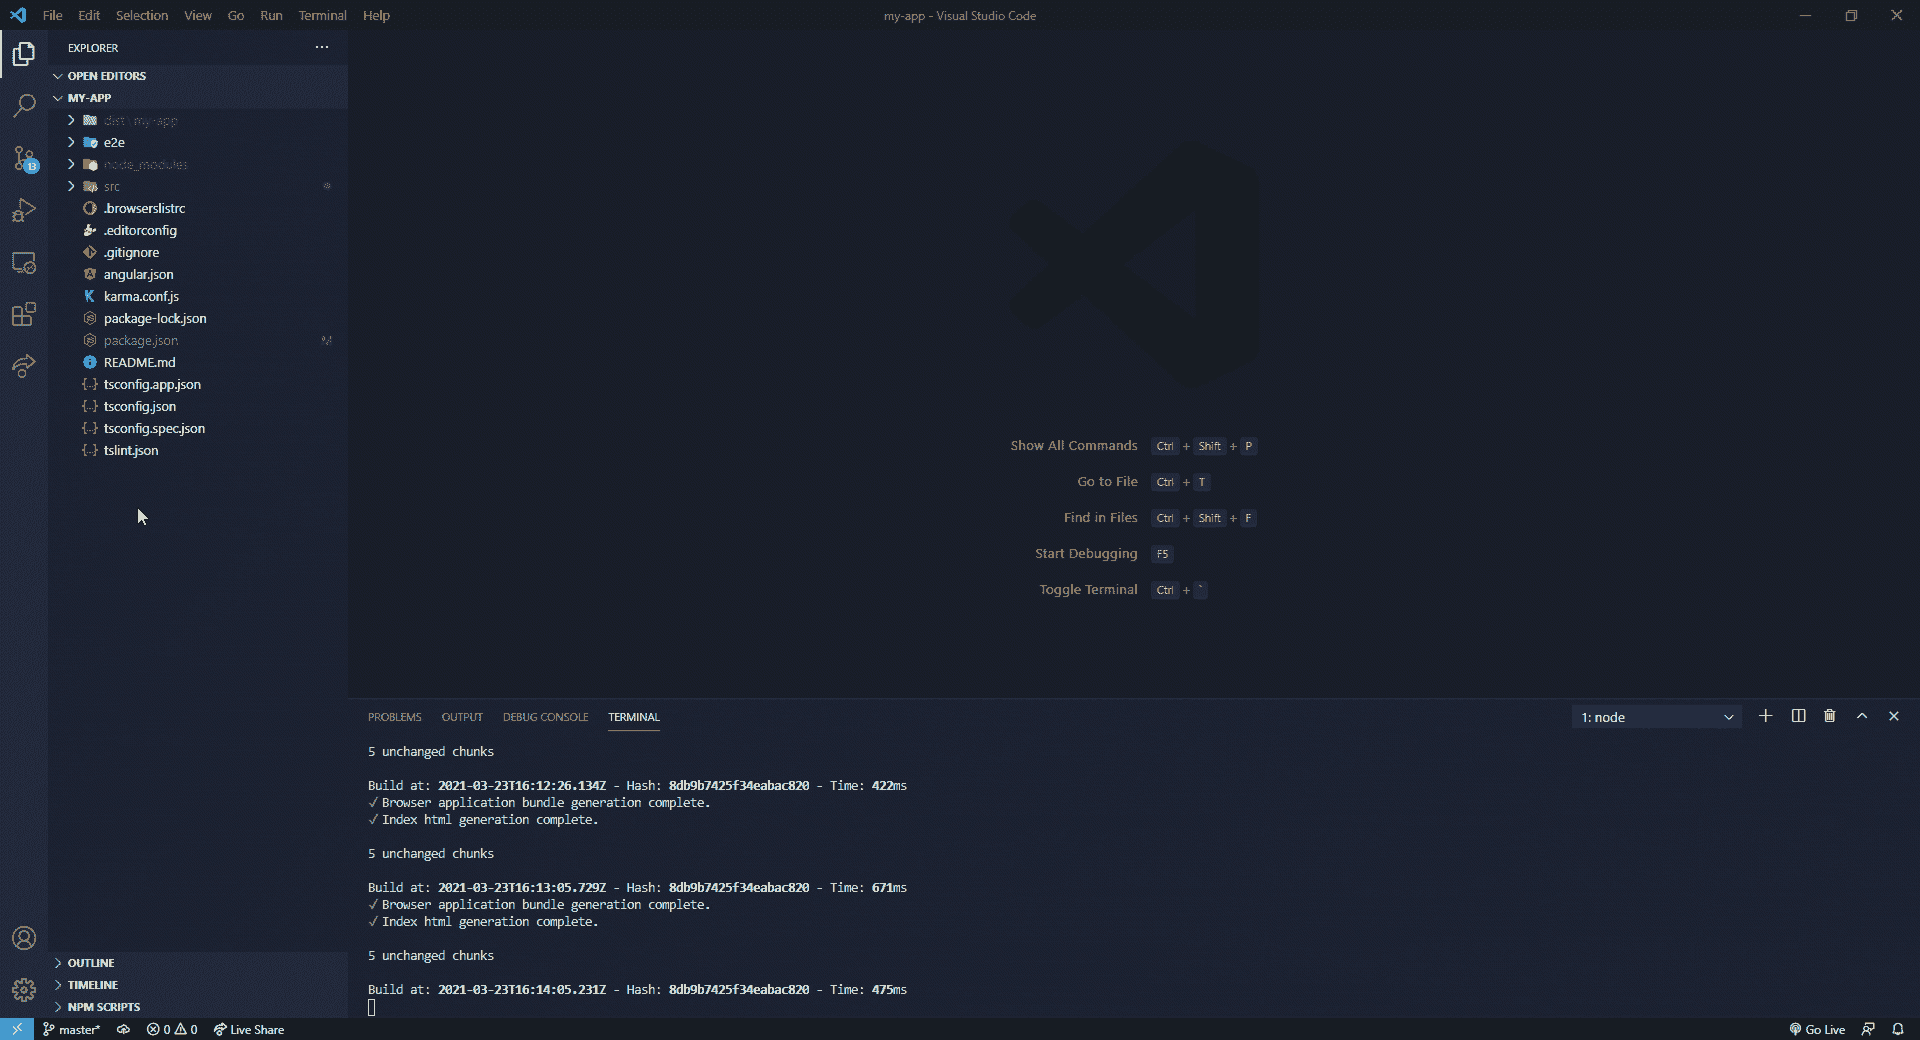 File Edit Selection View Go Run Terminal Help
my-app - Visual Studio Code
EXPLORER
OPEN EDITORS
MY-APP
dist\my-app
e2e
node_modules
src
.browserslistrc
.editorconfig
.gitignore
angular.json
karma.conf.js
package-lock.json
package.json M
README.md
tsconfig.app.json
tsconfig.json
tsconfig.spec.json
tslint.json
13
OUTLINE
TIMELINE
NPM SCRIPTS
Show All Commands Ctrl + Shift + P
Go to File Ctrl + T
Find in Files Ctrl + Shift + F
Start Debugging F5
Toggle Terminal Ctrl + `
PROBLEMS OUTPUT DEBUG CONSOLE TERMINAL
1: node
5 unchanged chunks
Build at: 2021-03-23T16:12:26.134Z - Hash: 8db9b7425f34eabac820 - Time: 422ms
✓ Browser application bundle generation complete.
✓ Index html generation complete.
5 unchanged chunks
Build at: 2021-03-23T16:13:05.729Z - Hash: 8db9b7425f34eabac820 - Time: 671ms
✓ Browser application bundle generation complete.
✓ Index html generation complete.
5 unchanged chunks
Build at: 2021-03-23T16:14:05.231Z - Hash: 8db9b7425f34eabac820 - Time: 475ms
master* 0 0 Live Share
Go Live